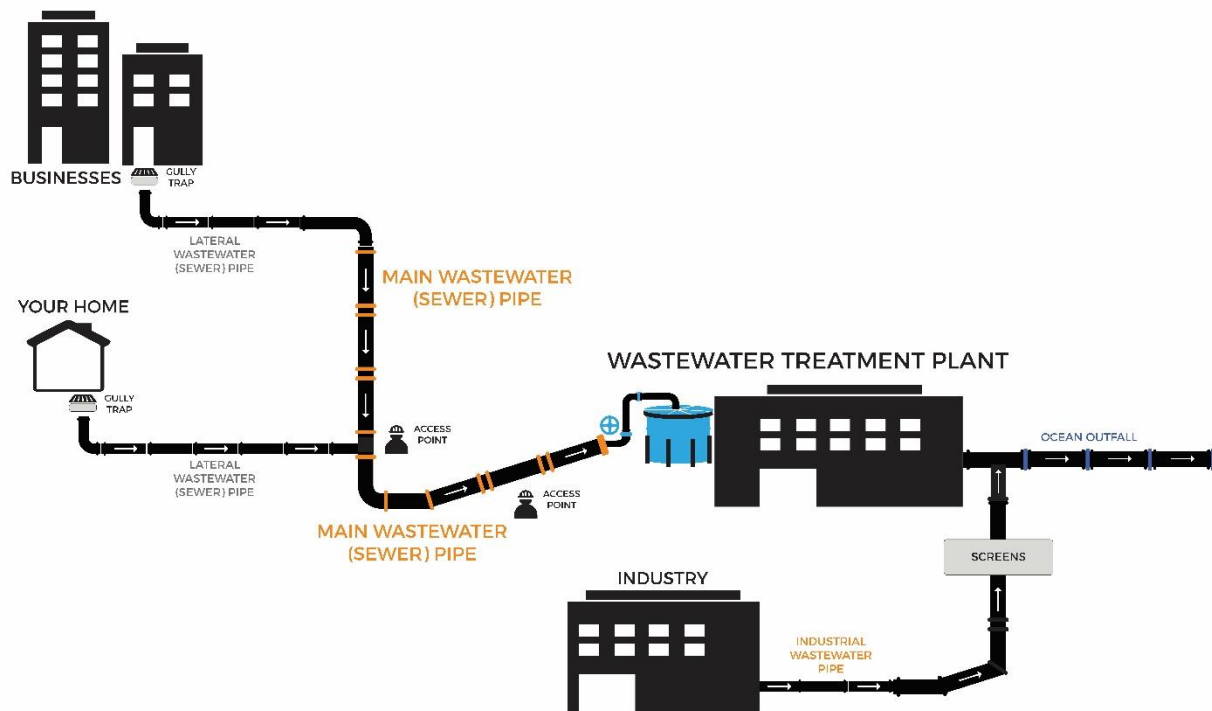 BUSINESSES
GULLY
TRAP
LATERAL
WASTEWATER
(SEWER) PIPE
MAIN WASTEWATER
(SEWER) PIPE
YOUR HOME
GULLY
TRAP
LATERAL
WASTEWATER
(SEWER) PIPE
ACCESS
POINT
MAIN WASTEWATER
(SEWER) PIPE
ACCESS
POINT
WASTEWATER TREATMENT PLANT
OCEAN OUTFALL
SCREENS
INDUSTRY
INDUSTRIAL
WASTEWATER
PIPE